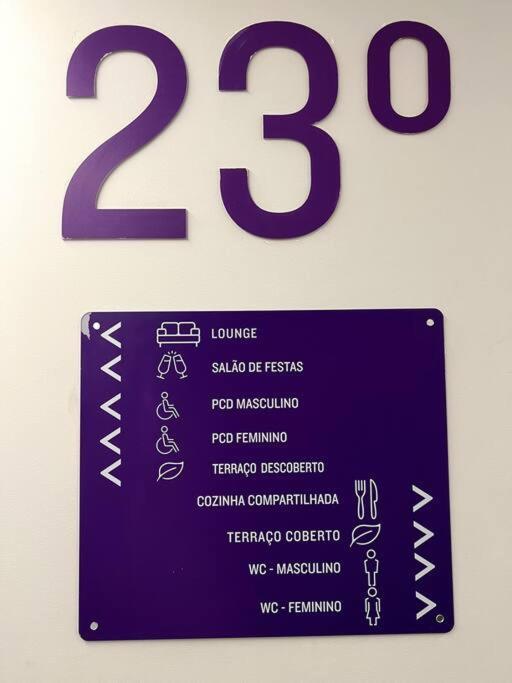 23º
LOUNGE
SALÃO DE FESTAS
PCD MASCULINO
PCD FEMININO
TERRAÇO DESCOBERTO
COZINHA COMPARTILHADA
TERRAÇO COBERTO
WC - MASCULINO
WC - FEMININO